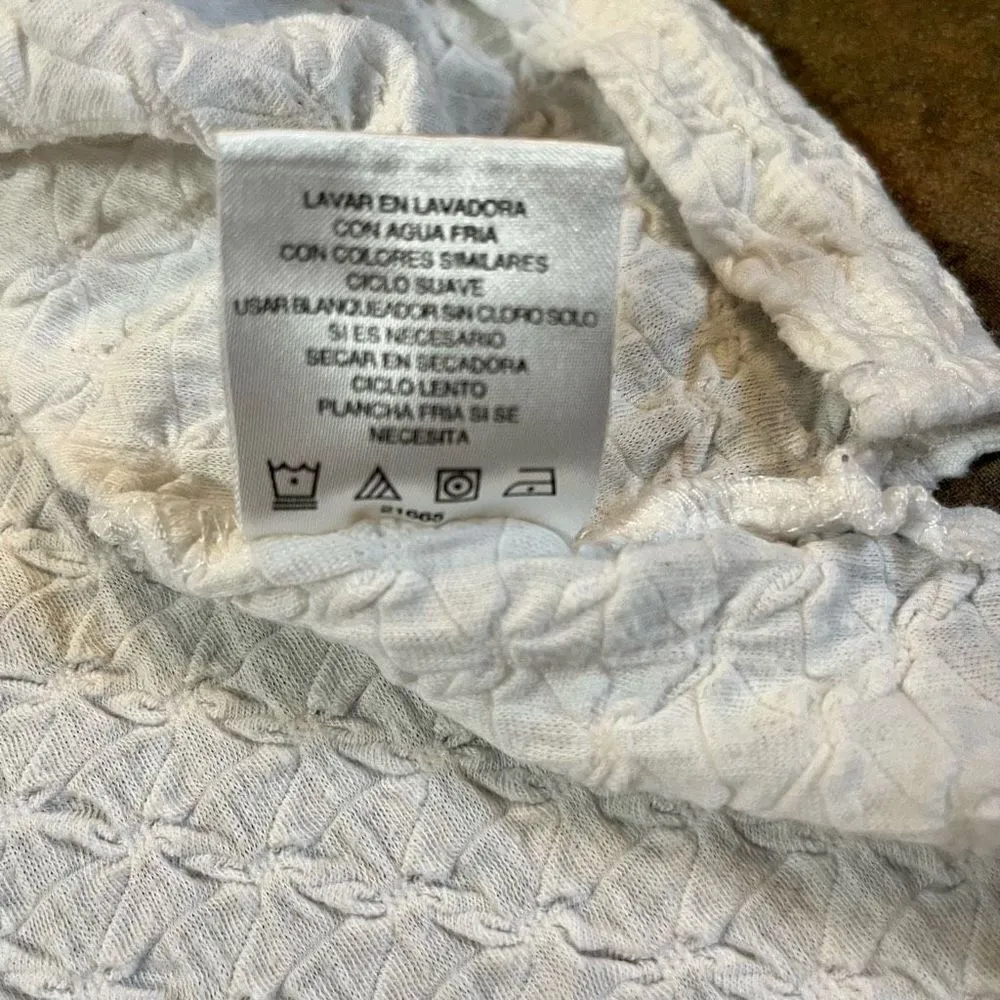 LAVAR EN LAVADORA
CON AGUA FRIA
CON COLORES SIMILARES
CICLO SUAVE
USAR BLANQUEADOR SIN CLORO SOLO
SI ES NECESARIO
SECAR EN SECADORA
CICLO LENTO
PLANCHA FRIA SI SE
NECESITA
21665